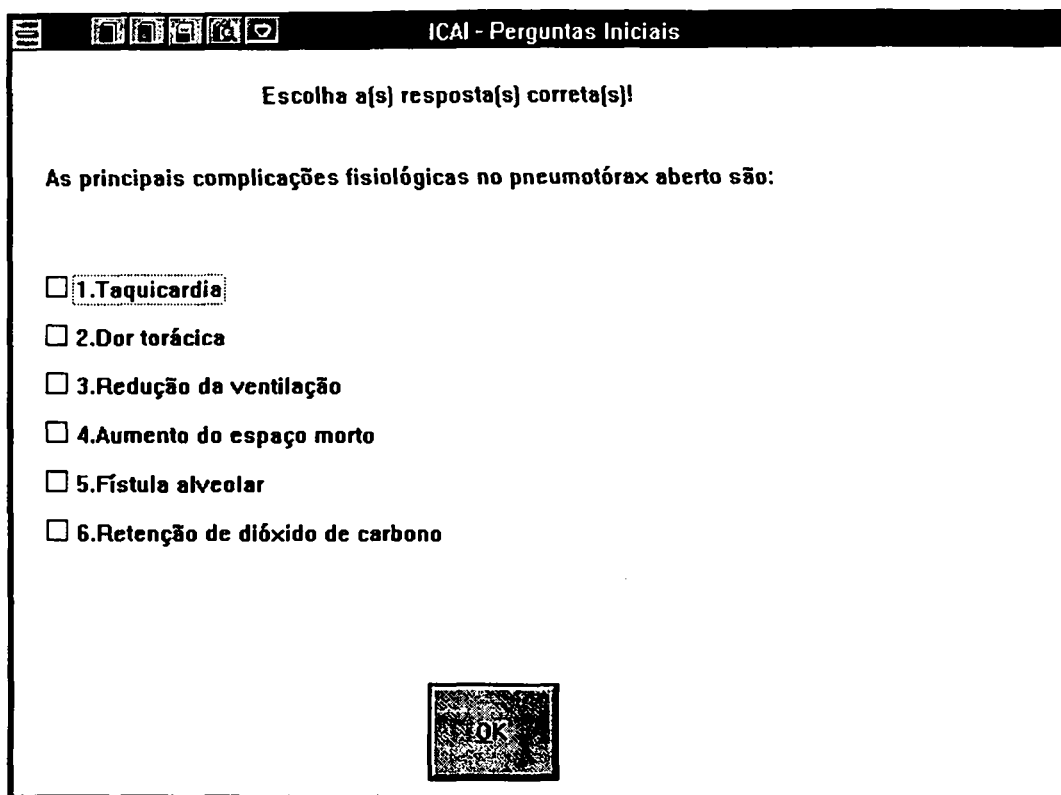 ICAI - Perguntas Iniciais
Escolha a(s) resposta(s) correta(s)!
As principais complicações fisiológicas no pneumotórax aberto são:
1.Taquicardia
2.Dor torácica
3.Redução da ventilação
4.Aumento do espaço morto
5.Fístula alveolar
6.Retenção de dióxido de carbono
OK